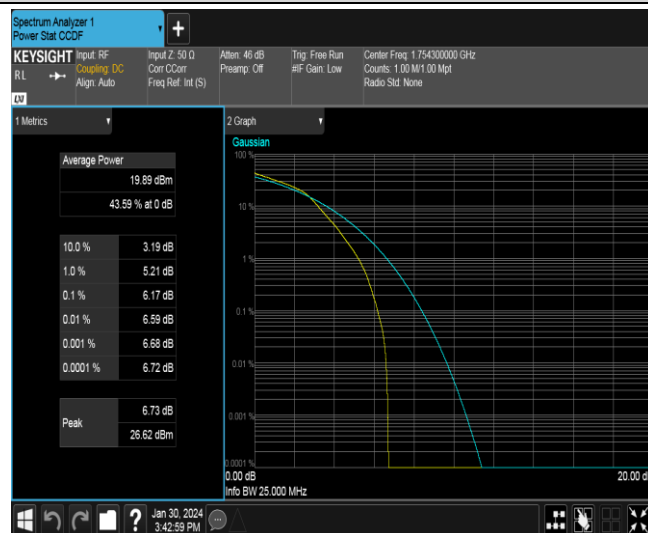 Spectrum Analyzer 1
Power Stat CCDF
+
KEYSIGHT
RL
LXI
Input: RF
Coupling: DC
Align: Auto
Input Z: 50 Ω
Corr CCorr
Freq Ref: Int (S)
Atten: 46 dB
Preamp: Off
Trig: Free Run
#IF Gain: Low
Center Freq: 1.754300000 GHz
Counts: 1.00 M/1.00 Mpt
Radio Std: None
1 Metrics
Average Power
19.89 dBm
43.59 % at 0 dB
10.0 % 3.19 dB
1.0 % 5.21 dB
0.1 % 6.17 dB
0.01 % 6.59 dB
0.001 % 6.68 dB
0.0001 % 6.72 dB
Peak
6.73 dB
26.62 dBm
2 Graph
Gaussian
100 %
10 %
1 %
0.1 %
0.01 %
0.001 %
0.0001 %
0.00 dB
20.00 d
Info BW 25.000 MHz
?
Jan 30, 2024
3:42:59 PM